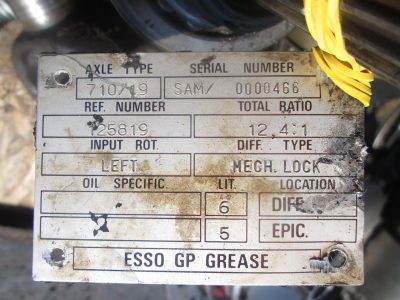 AXLE TYPE SERIAL NUMBER
710/19 SAM/ 0000466
REF. NUMBER TOTAL RATIO
25819 12,4:1
INPUT ROT. DIFF. TYPE
LEFT MECH. LOCK
OIL SPECIFIC. LIT. LOCATION
6 DIFF.
5 EPIC.
ESSO GP GREASE